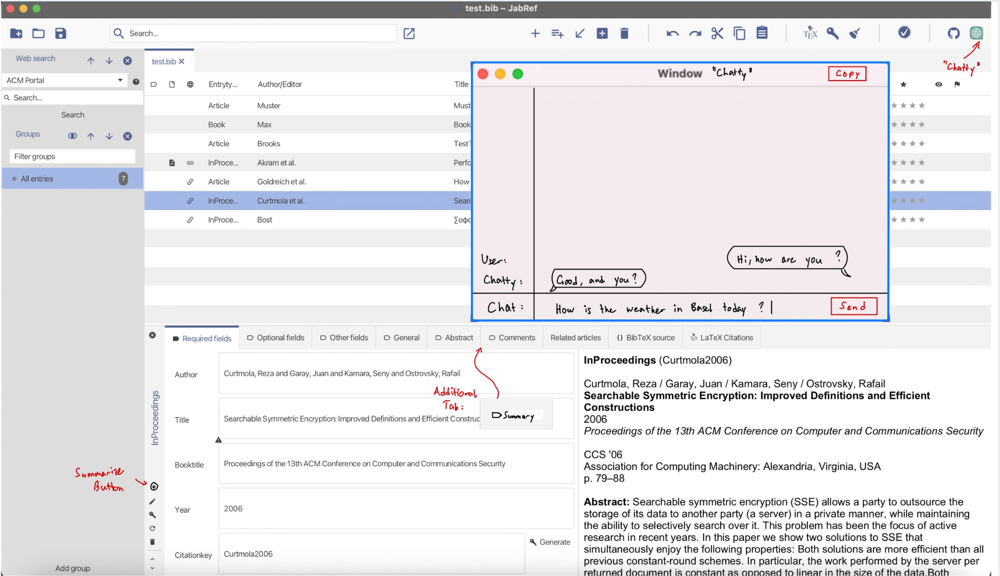 test.bib – JabRef
Search...
TEX
"Chatty"
Web search
ACM Portal
Search...
Search
Groups
Filter groups
All entries 7
Add group
test.bib
Entryty... Author/Editor Title
Article Muster Must
Book Max Book
Article Brooks TestT
InProce... Akram et al. Perfo
Article Goldreich et al. How
InProce... Curtmola et al. Searc
InProce... Bost Σοφο
Window "Chatty" Copy
User: Hi, how are you ?
Chatty: Good, and you?
Chat: How is the weather in Basel today ? Send
Required fields Optional fields Other fields General Abstract Comments Related articles {} BibTeX source TEX LaTeX Citations
InProceedings
Author Curtmola, Reza and Garay, Juan and Kamara, Seny and Ostrovsky, Rafail
Additional
Tab: Summary
Title Searchable Symmetric Encryption: Improved Definitions and Efficient Construc
Booktitle Proceedings of the 13th ACM Conference on Computer and Communications Security
Summarize
Button
Year 2006
Citationkey Curtmola2006 Generate
InProceedings (Curtmola2006)
Curtmola, Reza / Garay, Juan / Kamara, Seny / Ostrovsky, Rafail
Searchable Symmetric Encryption: Improved Definitions and Efficient
Constructions
2006
Proceedings of the 13th ACM Conference on Computer and Communications Security
CCS '06
Association for Computing Machinery: Alexandria, Virginia, USA
p. 79–88
Abstract: Searchable symmetric encryption (SSE) allows a party to outsource the
storage of its data to another party (a server) in a private manner, while maintaining
the ability to selectively search over it. This problem has been the focus of active
research in recent years. In this paper we show two solutions to SSE that
simultaneously enjoy the following properties: Both solutions are more efficient than all
previous constant-round schemes. In particular, the work performed by the server per
returned document is constant as opposed to linear in the size of the data.Both